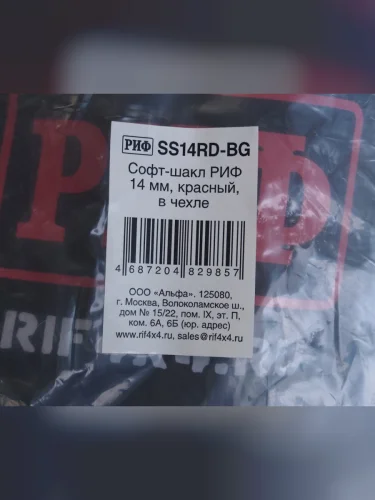 РИФ SS14RD-BG
Софт-шакл РИФ
14 мм, красный,
в чехле
4 687204 829857
ООО «Альфа». 125080,
г. Москва, Волоколамское ш.,
дом № 15/22, пом. IX, эт. П,
ком. 6А, 6Б (юр. адрес)
www.rif4x4.ru, sales@rif4x4.ru
РИФ
RIF4X4.R